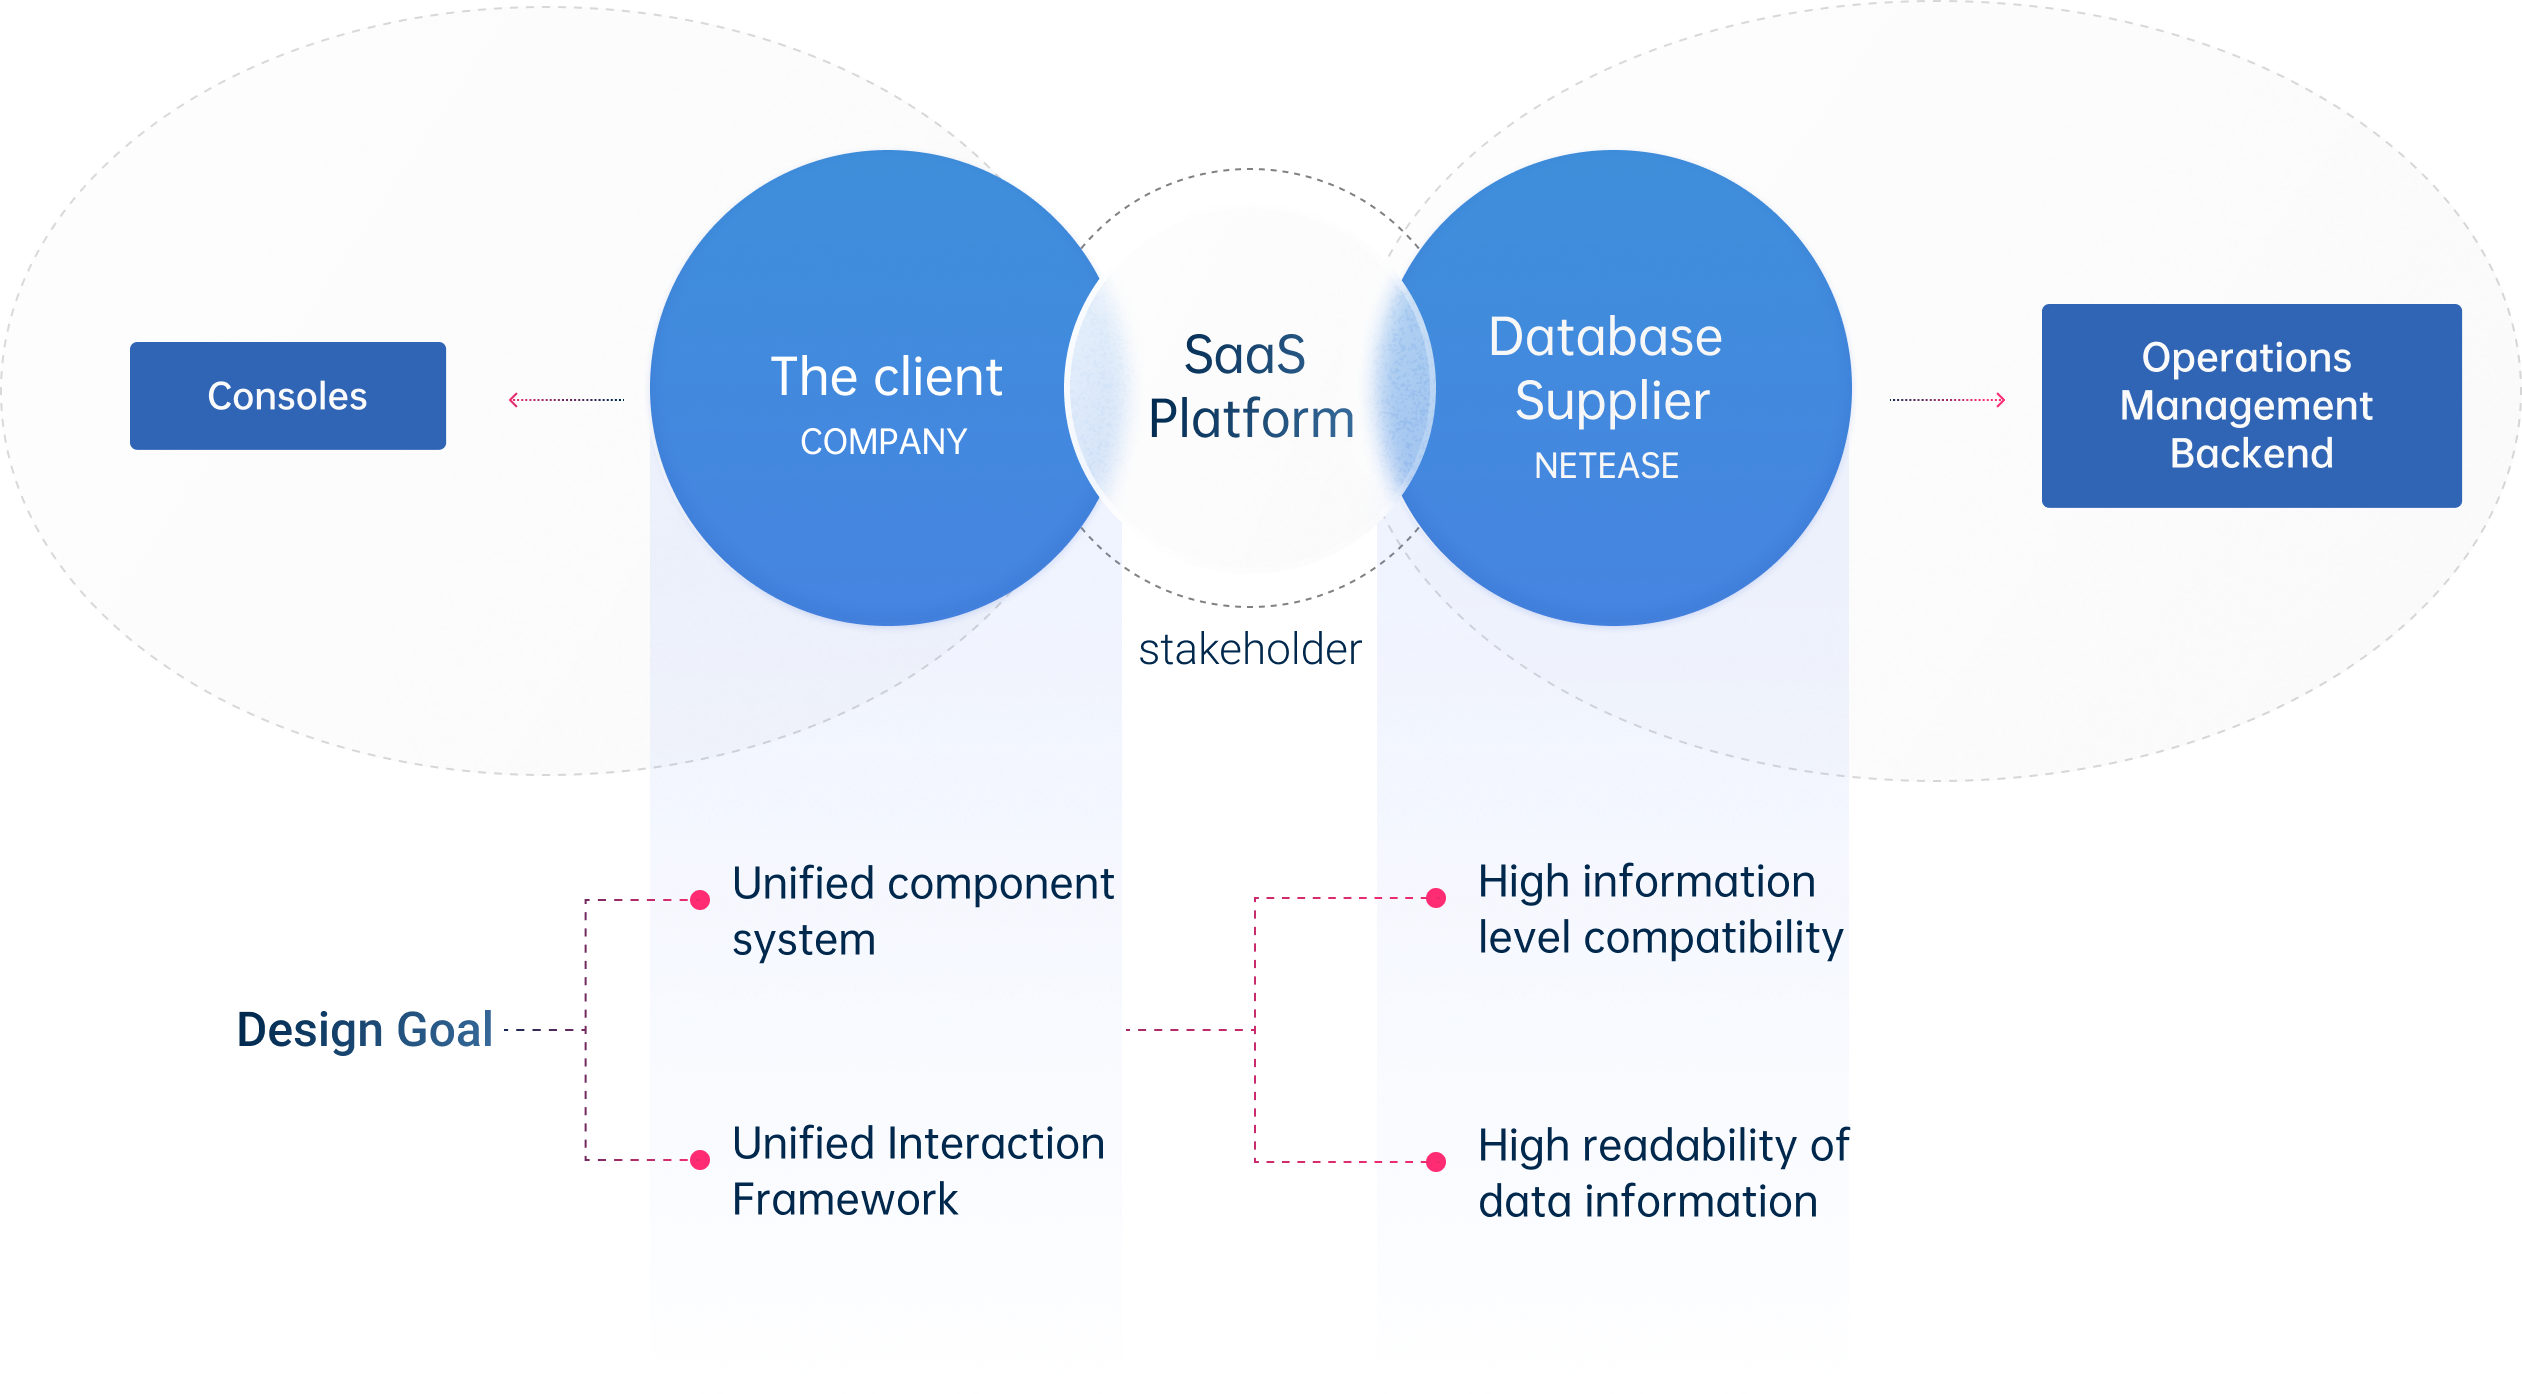 Consoles
The client
COMPANY
SaaS
Platform
Database
Supplier
NETEASE
Operations
Management
Backend
stakeholder
Design Goal
Unified component
system
Unified Interaction
Framework
High information
level compatibility
High readability of
data information